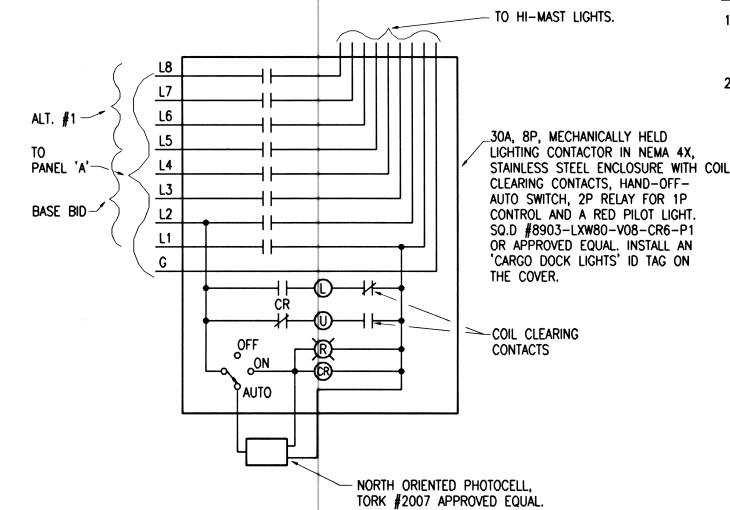 TO HI-MAST LIGHTS.
1
2
L8
L7
L6
L5
L4
L3
L2
L1
G
ALT. #1
TO
PANEL 'A'
BASE BID
30A, 8P, MECHANICALLY HELD
LIGHTING CONTACTOR IN NEMA 4X,
STAINLESS STEEL ENCLOSURE WITH COIL
CLEARING CONTACTS, HAND-OFF-
AUTO SWITCH, 2P RELAY FOR 1P
CONTROL AND A RED PILOT LIGHT.
SQ.D #8903-LXW80-V08-CR6-P1
OR APPROVED EQUAL. INSTALL AN
'CARGO DOCK LIGHTS' ID TAG ON
THE COVER.
L
CR
U
COIL CLEARING
CONTACTS
OFF
R
ON
CR
AUTO
NORTH ORIENTED PHOTOCELL,
TORK #2007 APPROVED EQUAL.